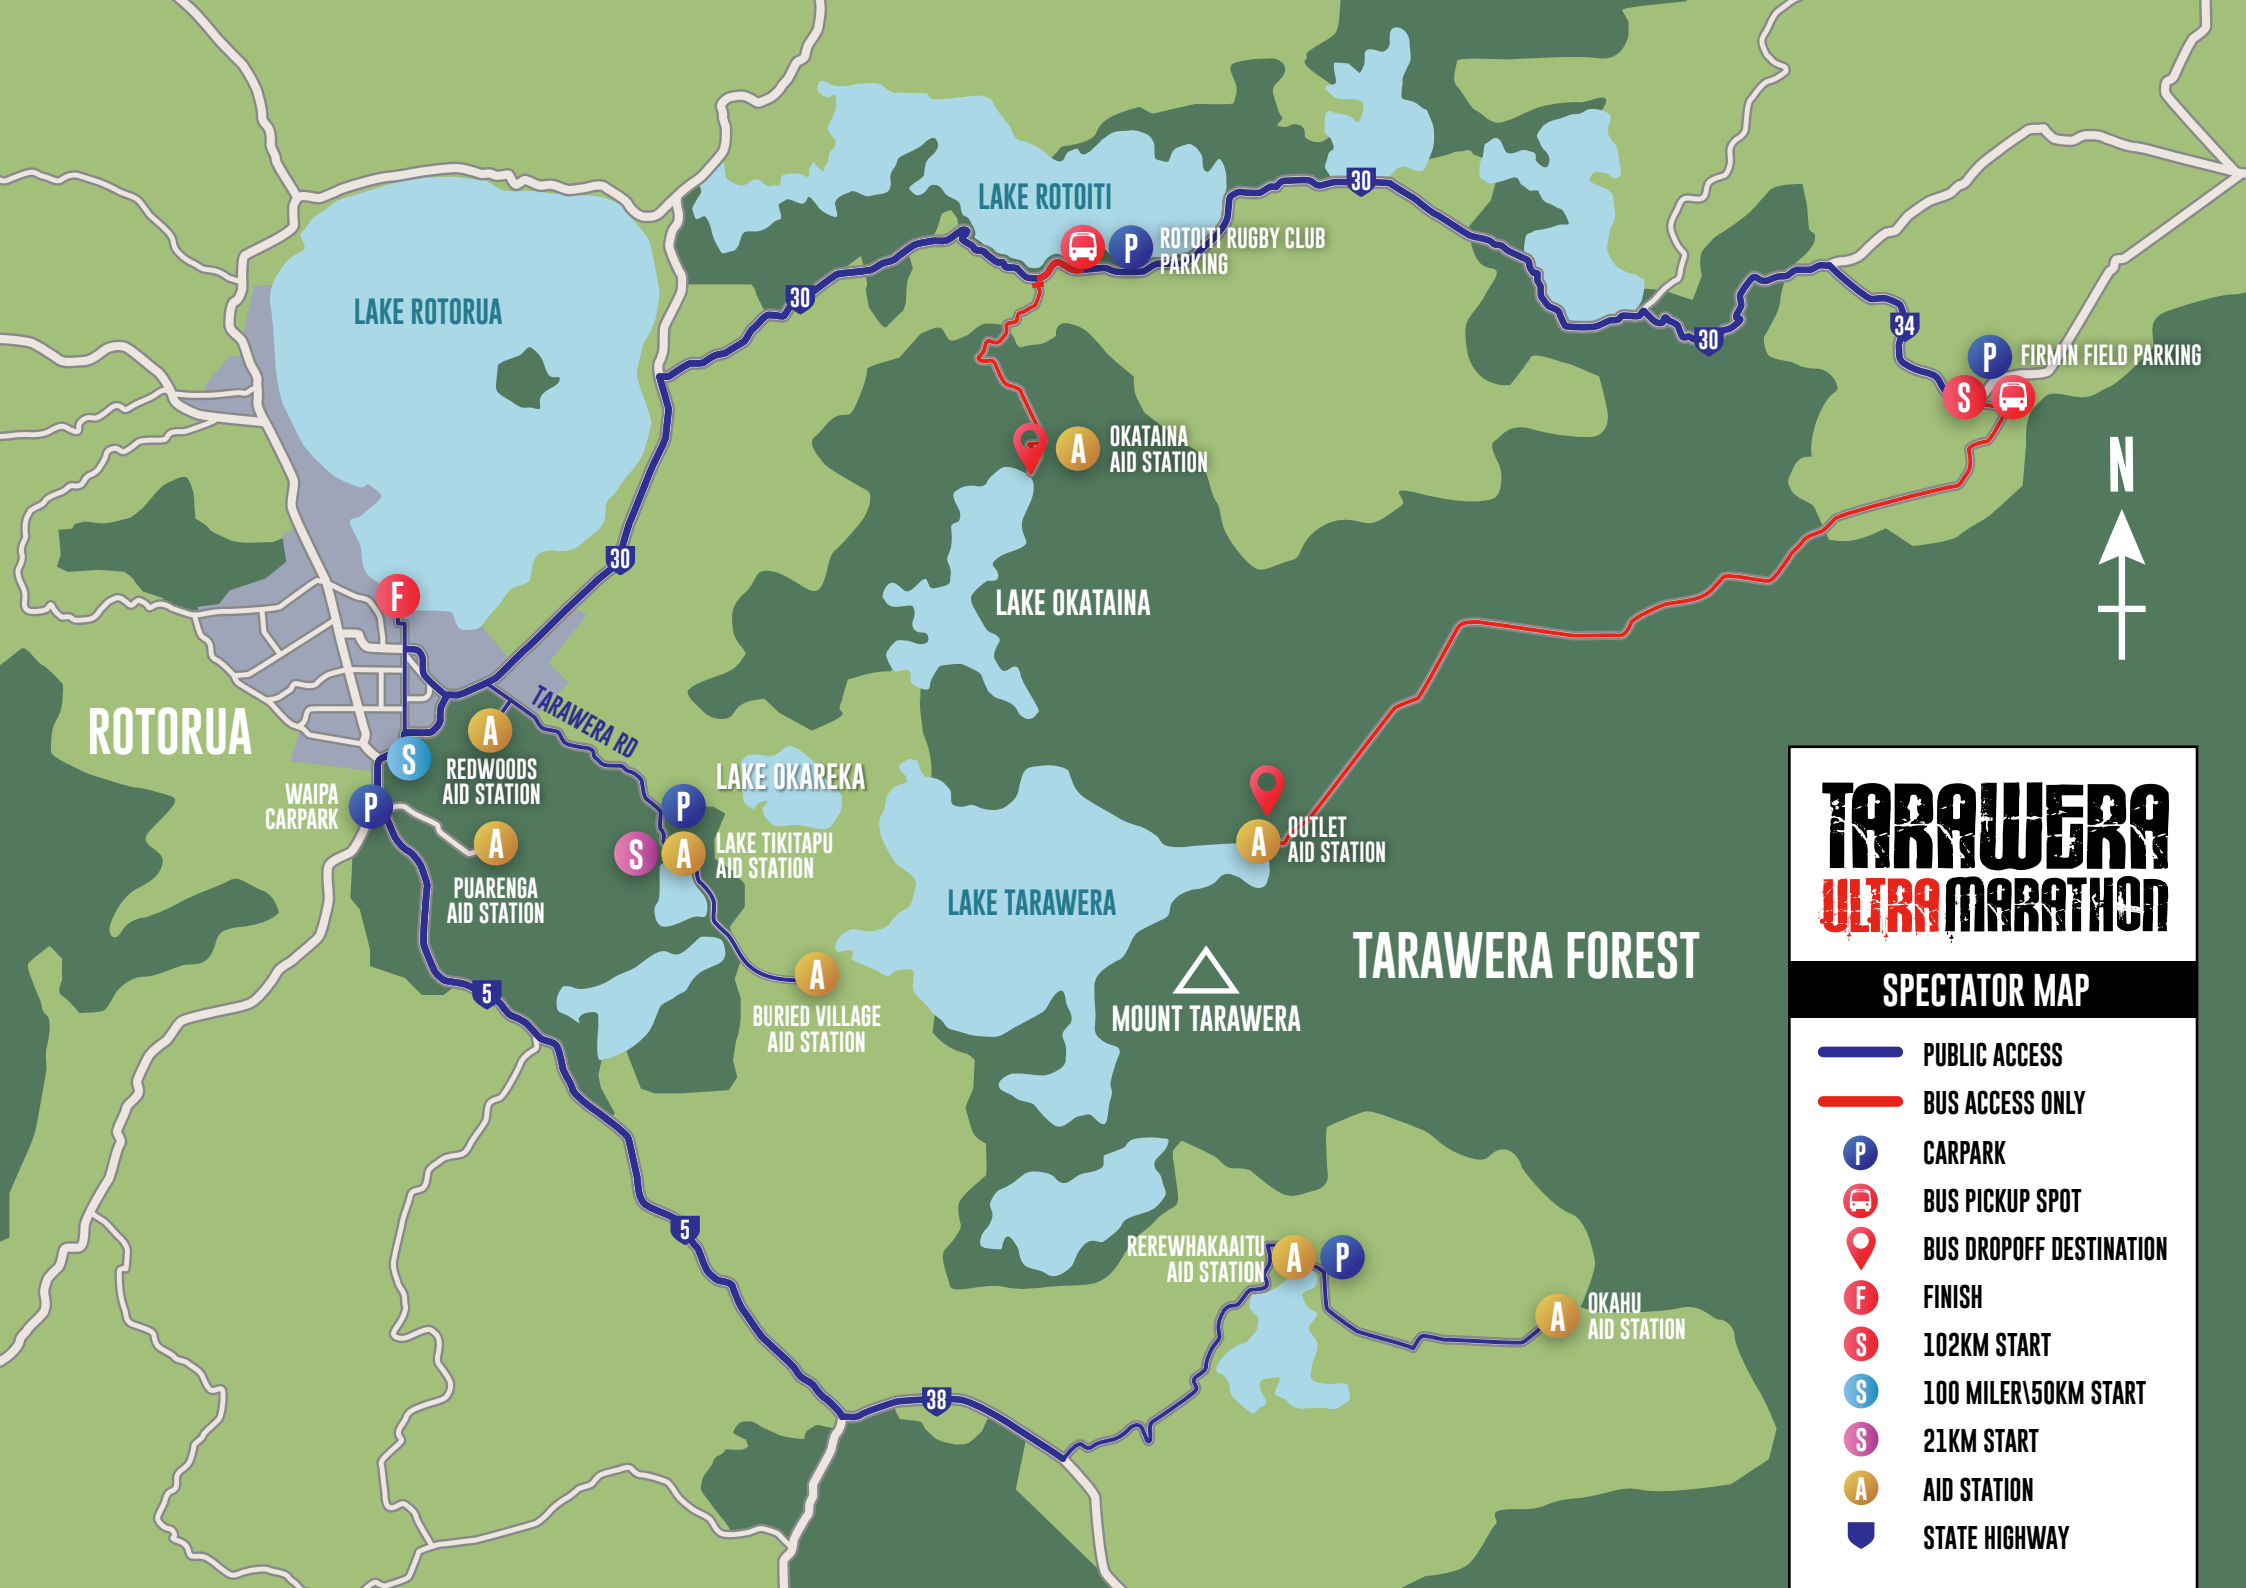 LAKE ROTOITI
30
ROTOITI RUGBY CLUB
PARKING
30
LAKE ROTORUA
30
34
FIRMIN FIELD PARKING
P
P
S
OKATAINA
AID STATION
A
N
30
F
LAKE OKATAINA
ROTORUA
TARAWERA RD
A
S
REDWOODS
AID STATION
WAIPA
CARPARK
P
LAKE OKAREKA
P
S
A
LAKE TIKITAPU
AID STATION
A
PUARENGA
AID STATION
A
OUTLET
AID STATION
LAKE TARAWERA
TARAWERA FOREST
MOUNT TARAWERA
5
A
BURIED VILLAGE
AID STATION
5
REREWHAKAAITU
AID STATION
A
P
A
OKAHU
AID STATION
38
TARAWERA
ULTRAMARATHON
SPECTATOR MAP
PUBLIC ACCESS
BUS ACCESS ONLY
P CARPARK
BUS PICKUP SPOT
BUS DROPOFF DESTINATION
F FINISH
S 102KM START
S 100 MILER\50KM START
S 21KM START
A AID STATION
STATE HIGHWAY